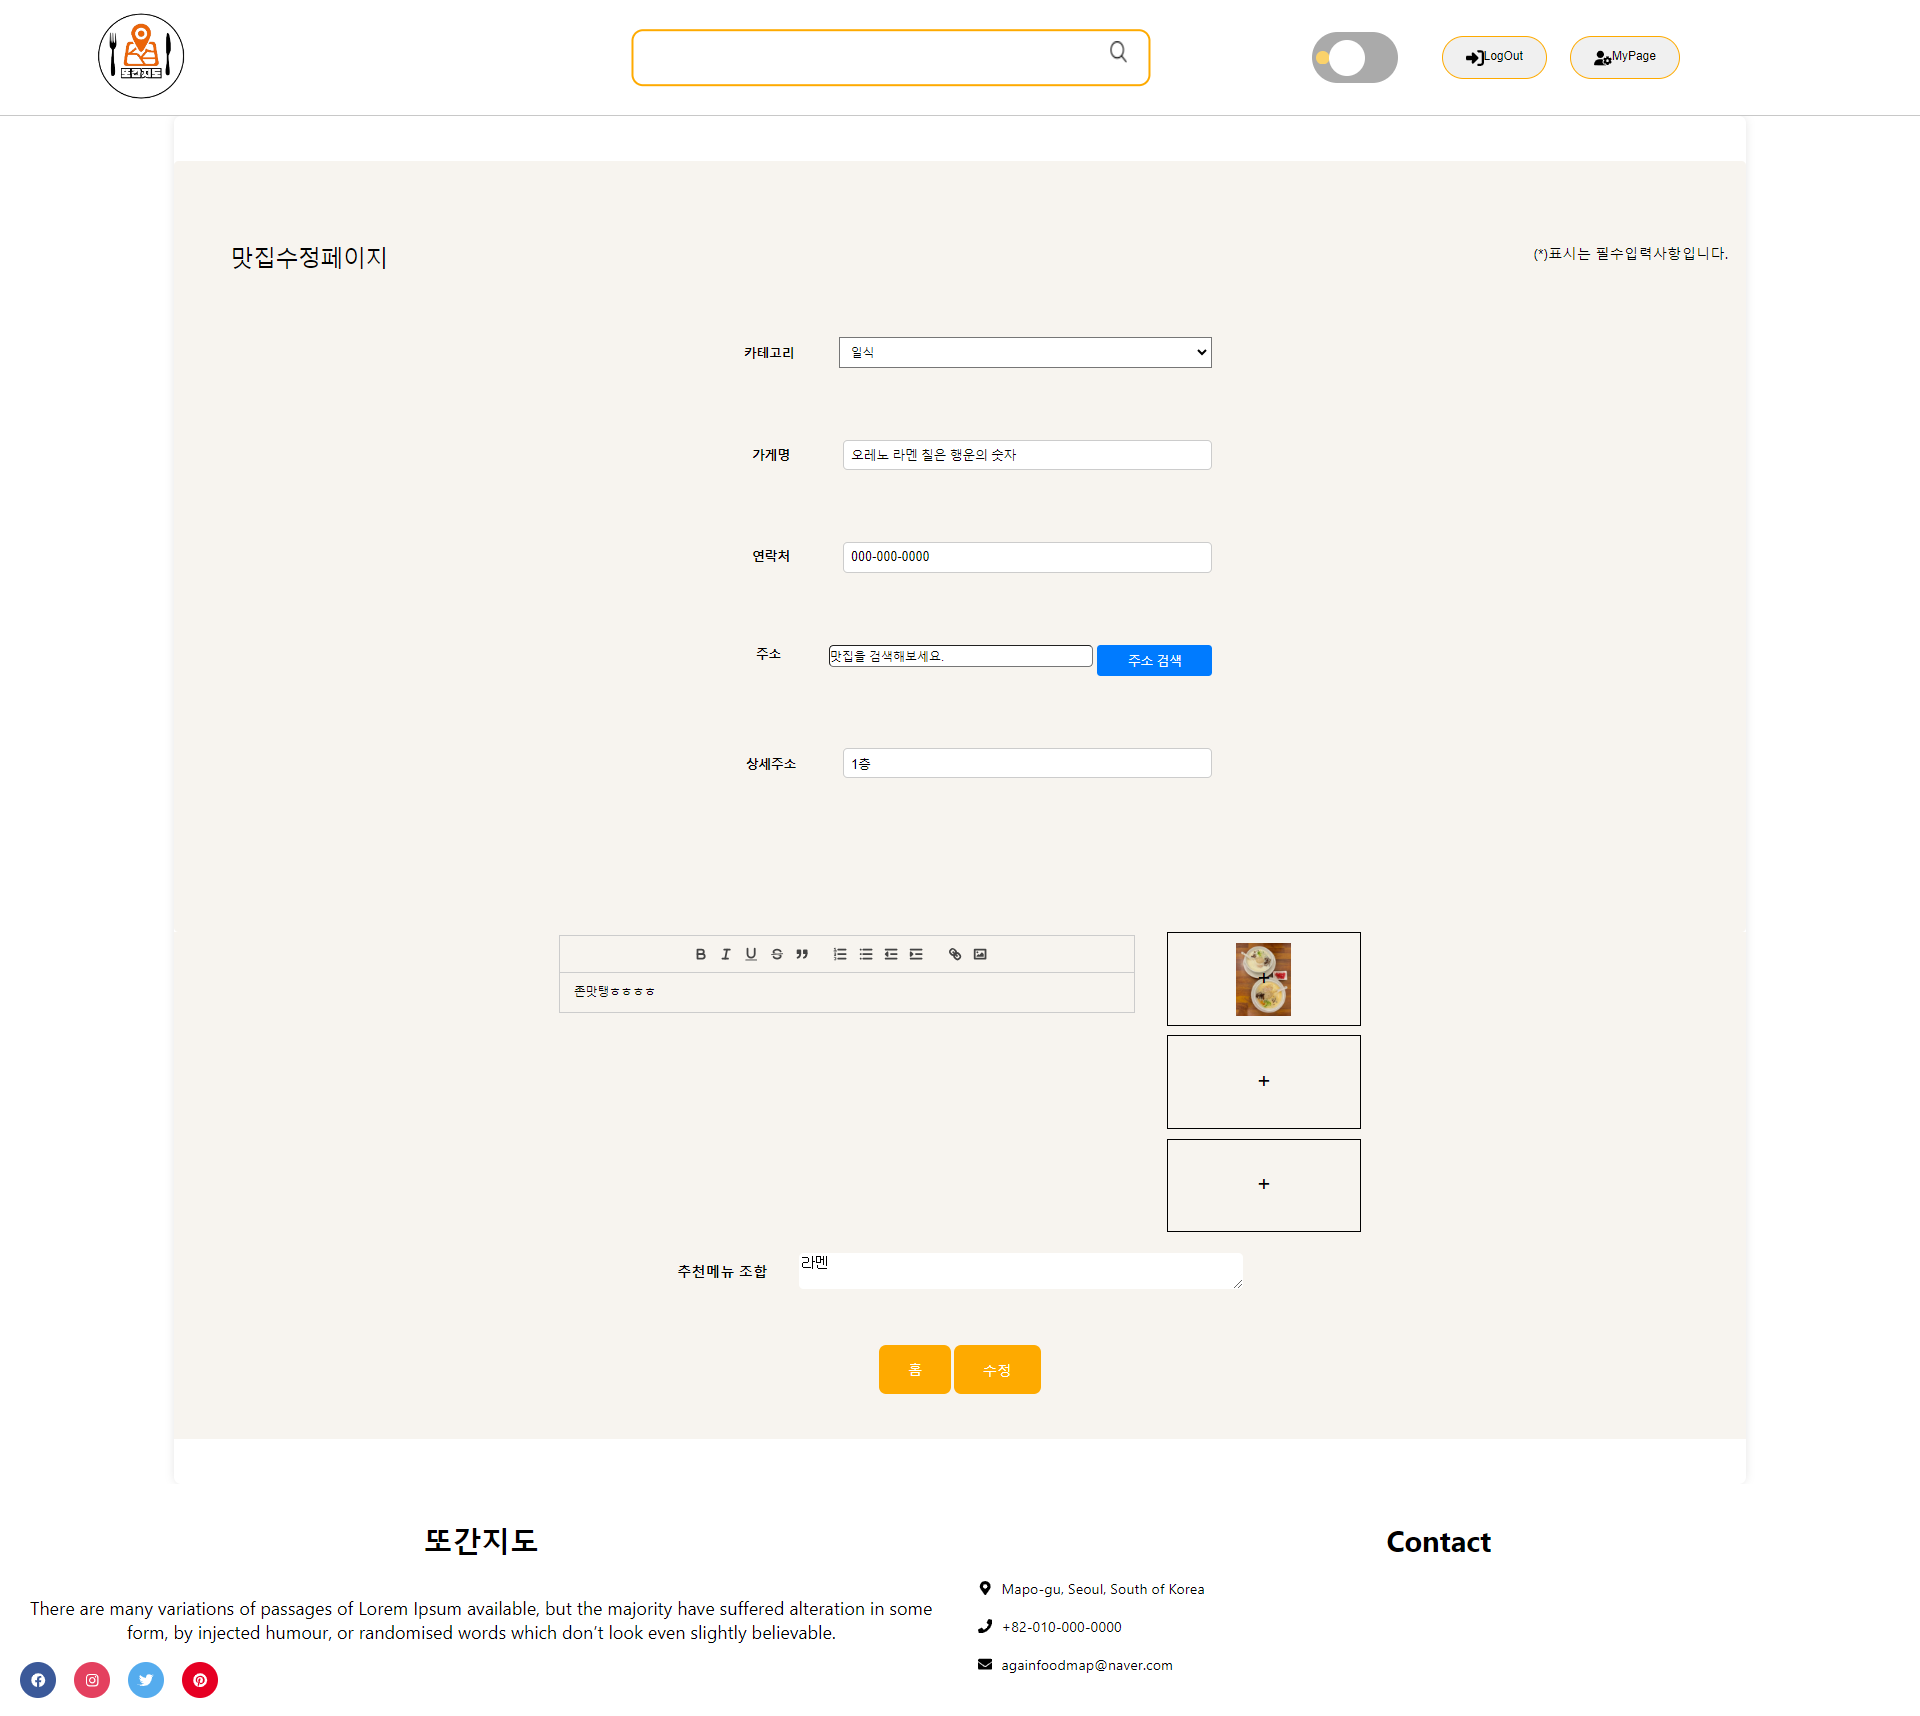 또간지도
LogOut
MyPage
맛집수정페이지
(*)표시는 필수입력사항입니다.
카테고리
일식
가게명
오레노 라멘 칠은 행운의 숫자
연락처
000-000-0000
주소
맛집을 검색해보세요.
주소 검색
상세주소
1층
존맛탱ㅎㅎㅎㅎ
+
+
+
추천메뉴 조합
라멘
홈
수정
또간지도
There are many variations of passages of Lorem Ipsum available, but the majority have suffered alteration in some
form, by injected humour, or randomised words which don’t look even slightly believable.
Contact
Mapo-gu, Seoul, South of Korea
+82-010-000-0000
againfoodmap@naver.com